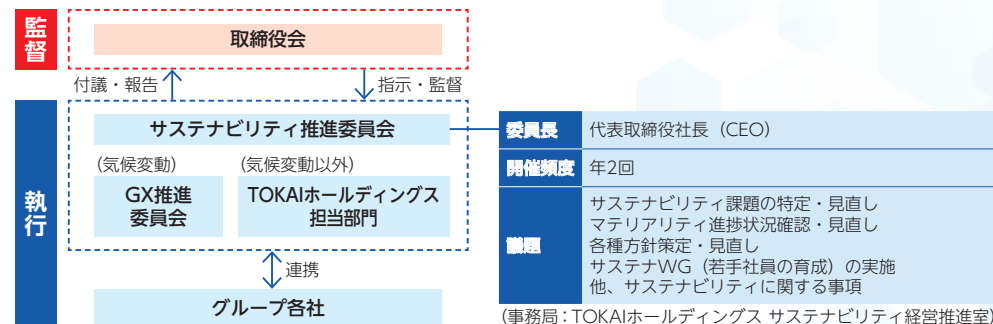 監督
取締役会
付議・報告
指示・監督
執行
サステナビリティ推進委員会
(気候変動)
(気候変動以外)
GX推進
委員会
TOKAIホールディングス
担当部門
連携
グループ各社
委員長
代表取締役社長（CEO）
開催頻度
年2回
議題
サステナビリティ課題の特定・見直し
マテリアリティ進捗状況確認・見直し
各種方針策定・見直し
サステナWG（若手社員の育成）の実施
他、サステナビリティに関する事項
(事務局：TOKAIホールディングス サステナビリティ経営推進室)